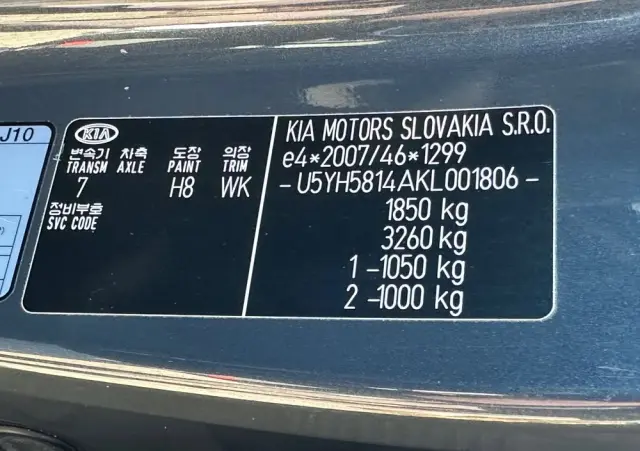 J10
KIA
변속기 차축 도장 의장
TRANSM AXLE PAINT TRIM
7 H8 WK
정비부호
SVC CODE
KIA MOTORS SLOVAKIA S.R.O.
e4*2007/46*1299
-U5YH5814AKL001806-
1850 kg
3260 kg
1-1050 kg
2-1000 kg